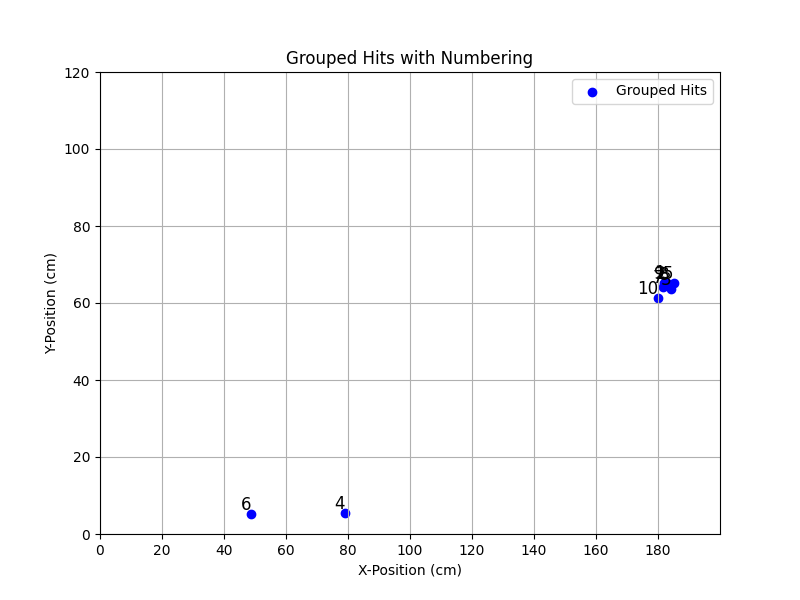 Grouped Hits with Numbering
Grouped Hits
Y-Position (cm)
120
100
80
60
40
20
0
10
6
4
0 20 40 60 80 100 120 140 160 180
X-Position (cm)